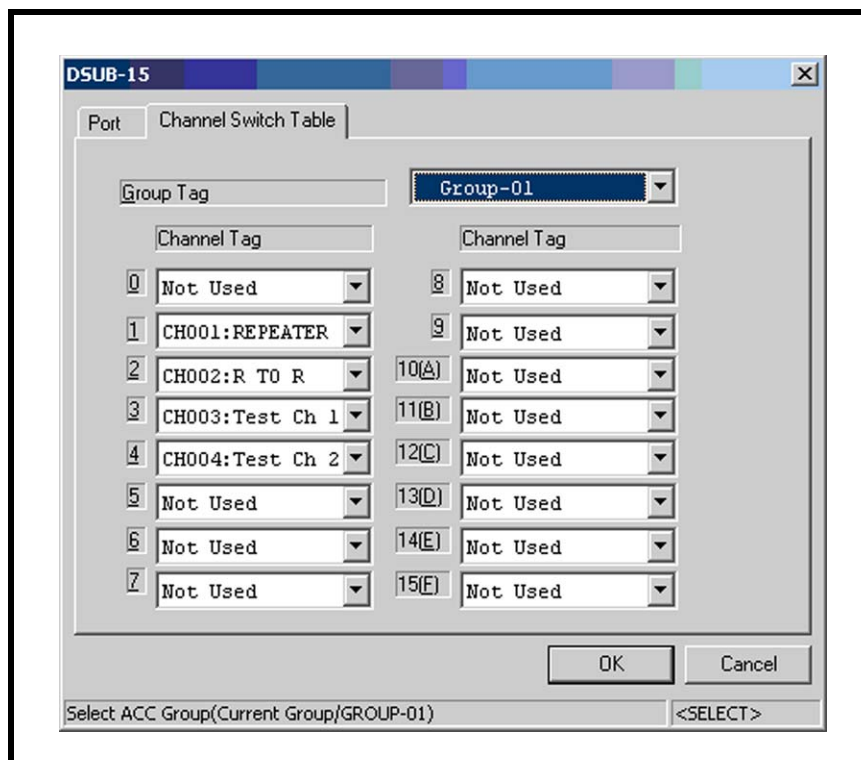 DSUB-15
Port Channel Switch Table
Group Tag Group-01
Channel Tag Channel Tag
0 Not Used 8 Not Used
1 CH001:REPEATER 9 Not Used
2 CH002:R TO R 10(A) Not Used
3 CH003:Test Ch 1 11(B) Not Used
4 CH004:Test Ch 2 12(C) Not Used
5 Not Used 13(D) Not Used
6 Not Used 14(E) Not Used
7 Not Used 15(F) Not Used
OK Cancel
Select ACC Group(Current Group/GROUP-01) <SELECT>